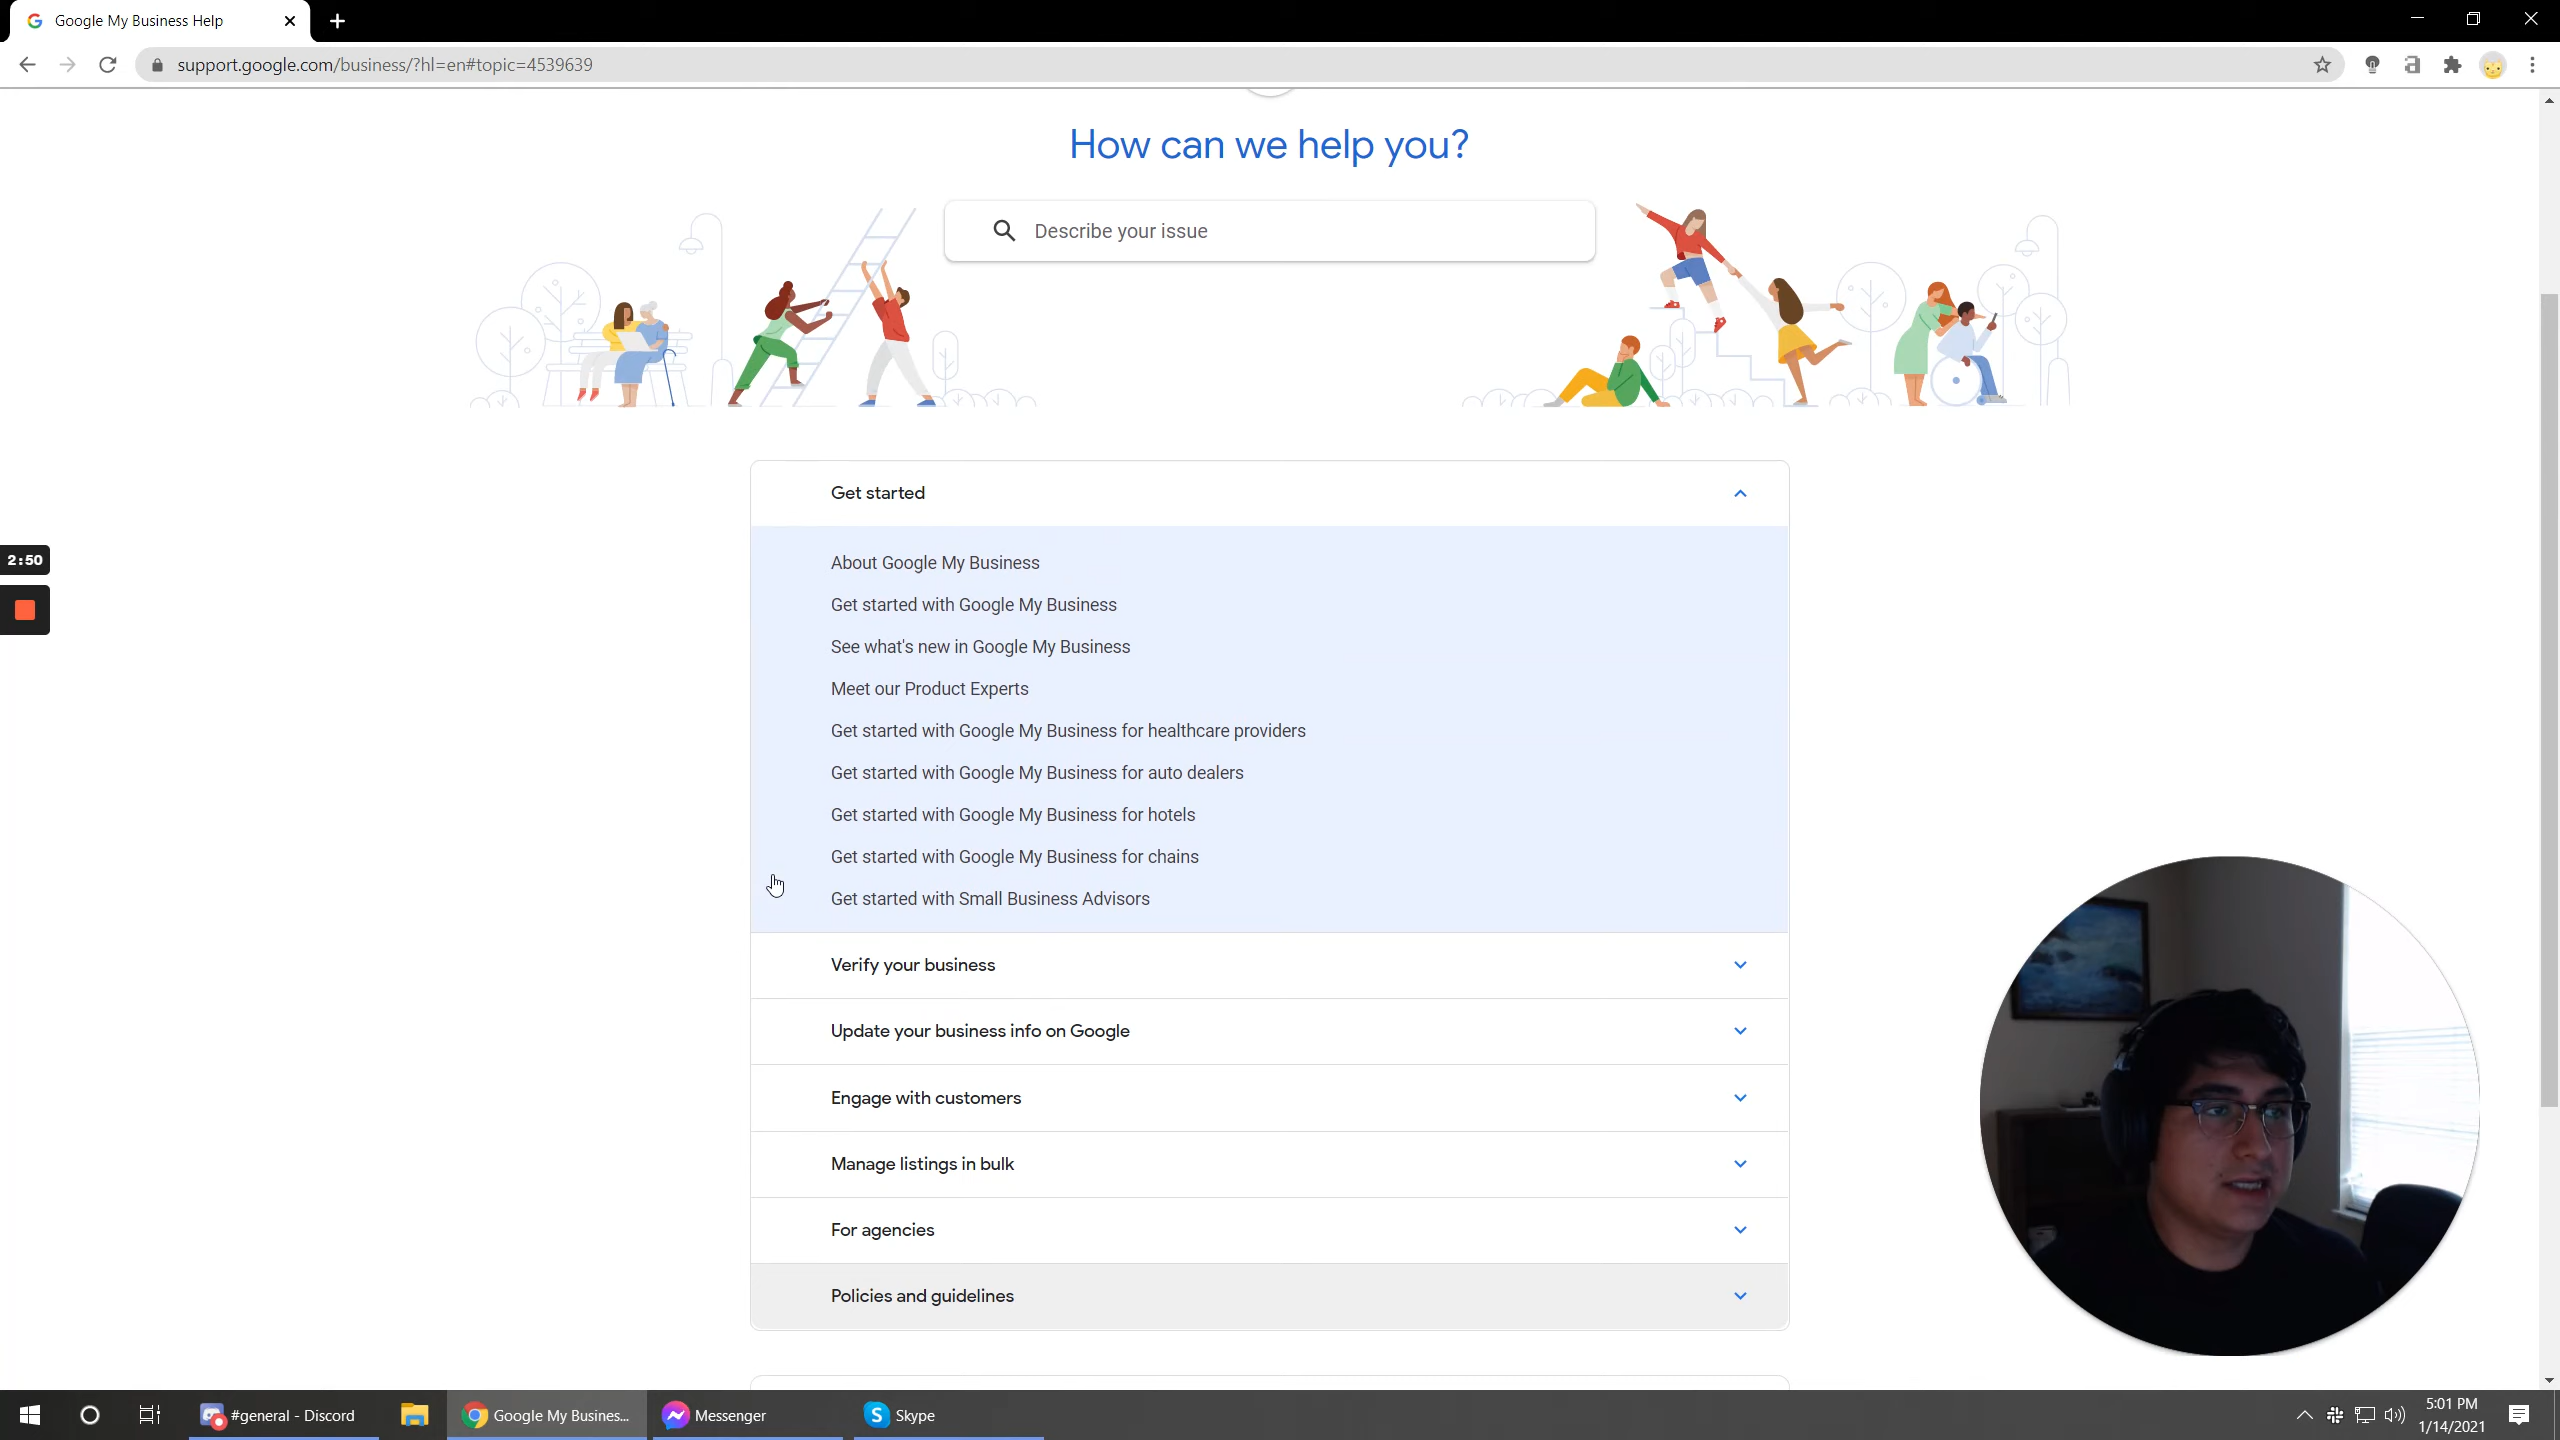 Google My Business Help
support.google.com/business/?hl=en#topic=4539639
How can we help you?
Describe your issue
Get started
About Google My Business
Get started with Google My Business
See what's new in Google My Business
Meet our Product Experts
Get started with Google My Business for healthcare providers
Get started with Google My Business for auto dealers
Get started with Google My Business for hotels
Get started with Google My Business for chains
Get started with Small Business Advisors
Verify your business
Update your business info on Google
Engage with customers
Manage listings in bulk
For agencies
Policies and guidelines
2:50
#general - Discord
Google My Busines...
Messenger
Skype
5:01 PM
1/14/2021